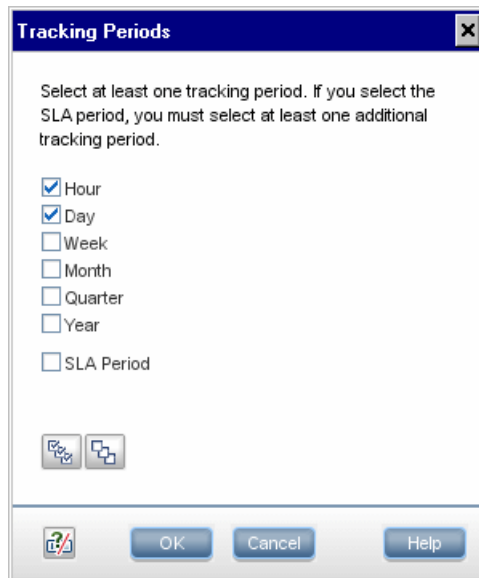 Tracking Periods
Select at least one tracking period. If you select the
SLA period, you must select at least one additional
tracking period.
Hour
Day
Week
Month
Quarter
Year
SLA Period
OK Cancel Help